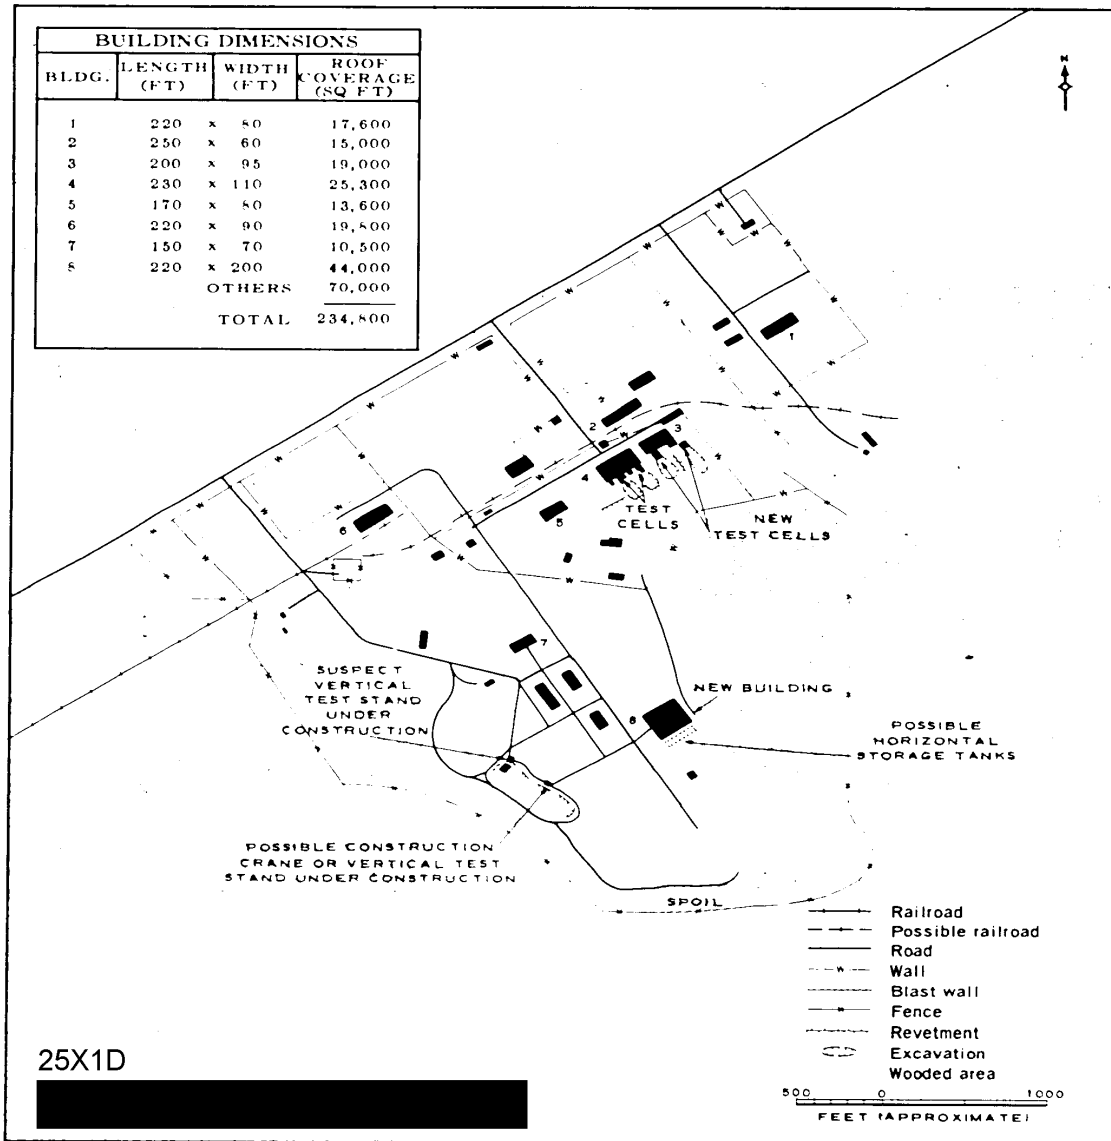 BUILDING DIMENSIONS
BLDG. LENGTH (FT) WIDTH (FT) ROOF COVERAGE (SQ FT)
1 220 x 80 17,600
2 250 x 60 15,000
3 200 x 95 19,000
4 230 x 110 25,300
5 170 x 80 13,600
6 220 x 90 19,800
7 150 x 70 10,500
8 220 x 200 44,000
OTHERS 70,000
TOTAL 234,800
N
1
2
3
4
5
6
7
8
TEST
CELLS
NEW
TEST CELLS
SUSPECT
VERTICAL
TEST STAND
UNDER
CONSTRUCTION
NEW BUILDING
POSSIBLE
HORIZONTAL
STORAGE TANKS
POSSIBLE CONSTRUCTION
CRANE OR VERTICAL TEST
STAND UNDER CONSTRUCTION
SPOIL
Railroad
Possible railroad
Road
W Wall
Blast wall
Fence
Revetment
Excavation
Wooded area
25X1D
500 0 1000
FEET (APPROXIMATE)